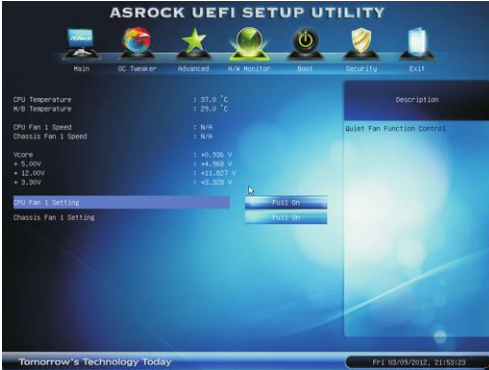 ASROCK UEFI SETUP UTILITY
Main OC Tweaker Advanced H/W Monitor Boot Security Exit
CPU Temperature : 37.0 °C
M/B Temperature : 29.0 °C
CPU Fan 1 Speed : N/A
Chassis Fan 1 Speed : N/A
Vcore : +0.936 V
+ 5.00V : +4.968 V
+ 12.00V : +11.827 V
+ 3.30V : +3.328 V
CPU Fan 1 Setting Full On
Chassis Fan 1 Setting Full On
Description
Quiet Fan Function Control
Tomorrow's Technology Today
Fri 03/09/2012, 21:53:23